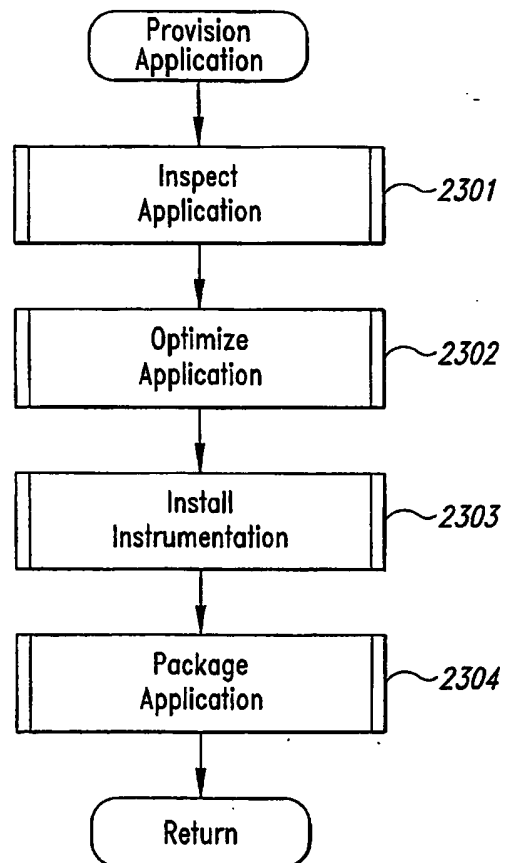 Provision
Application
Inspect
Application
2301
Optimize
Application
2302
Install
Instrumentation
2303
Package
Application
2304
Return